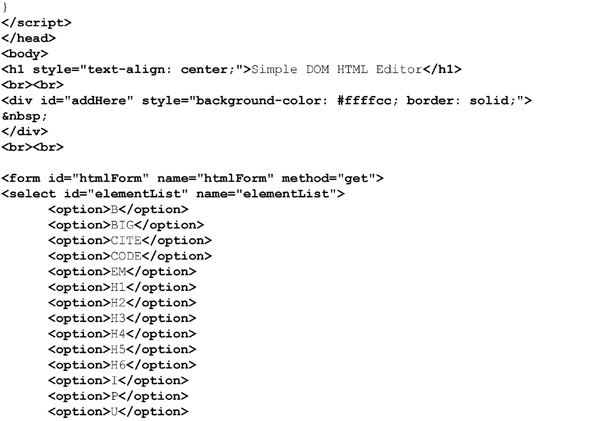 }
</script>
</head>
<body>
<h1 style="text-align: center;">Simple DOM HTML Editor</h1>
<br><br>
<div id="addHere" style="background-color: #ffffcc; border: solid;">
&nbsp;
</div>
<br><br>
<form id="htmlForm" name="htmlForm" method="get">
<select id="elementList" name="elementList">
<option>B</option>
<option>BIG</option>
<option>CITE</option>
<option>CODE</option>
<option>EM</option>
<option>H1</option>
<option>H2</option>
<option>H3</option>
<option>H4</option>
<option>H5</option>
<option>H6</option>
<option>I</option>
<option>P</option>
<option>U</option>